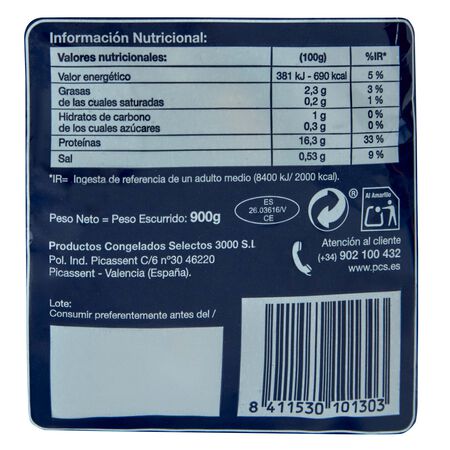 Información Nutricional:
Valores nutricionales: (100g) %IR*
Valor energético 381 kJ - 690 kcal 5 %
Grasas 2,3 g 3 %
de las cuales saturadas 0,2 g 1 %
Hidratos de carbono 1 g 0 %
de los cuales azúcares 0,3 g 0 %
Proteínas 16,3 g 33 %
Sal 0,53 g 9 %
*IR= Ingesta de referencia de un adulto medio (8400 kJ/ 2000 kcal).
Peso Neto = Peso Escurrido: 900g
ES
26.03616/V
CE
®
Al Amarillo
Productos Congelados Selectos 3000 S.L
Pol. Ind. Picassent C/6 nº30 46220
Picassent - Valencia (España).
Atención al cliente
(+34) 902 100 432
www.pcs.es
Lote:
Consumir preferentemente antes del /
8 411530 101303